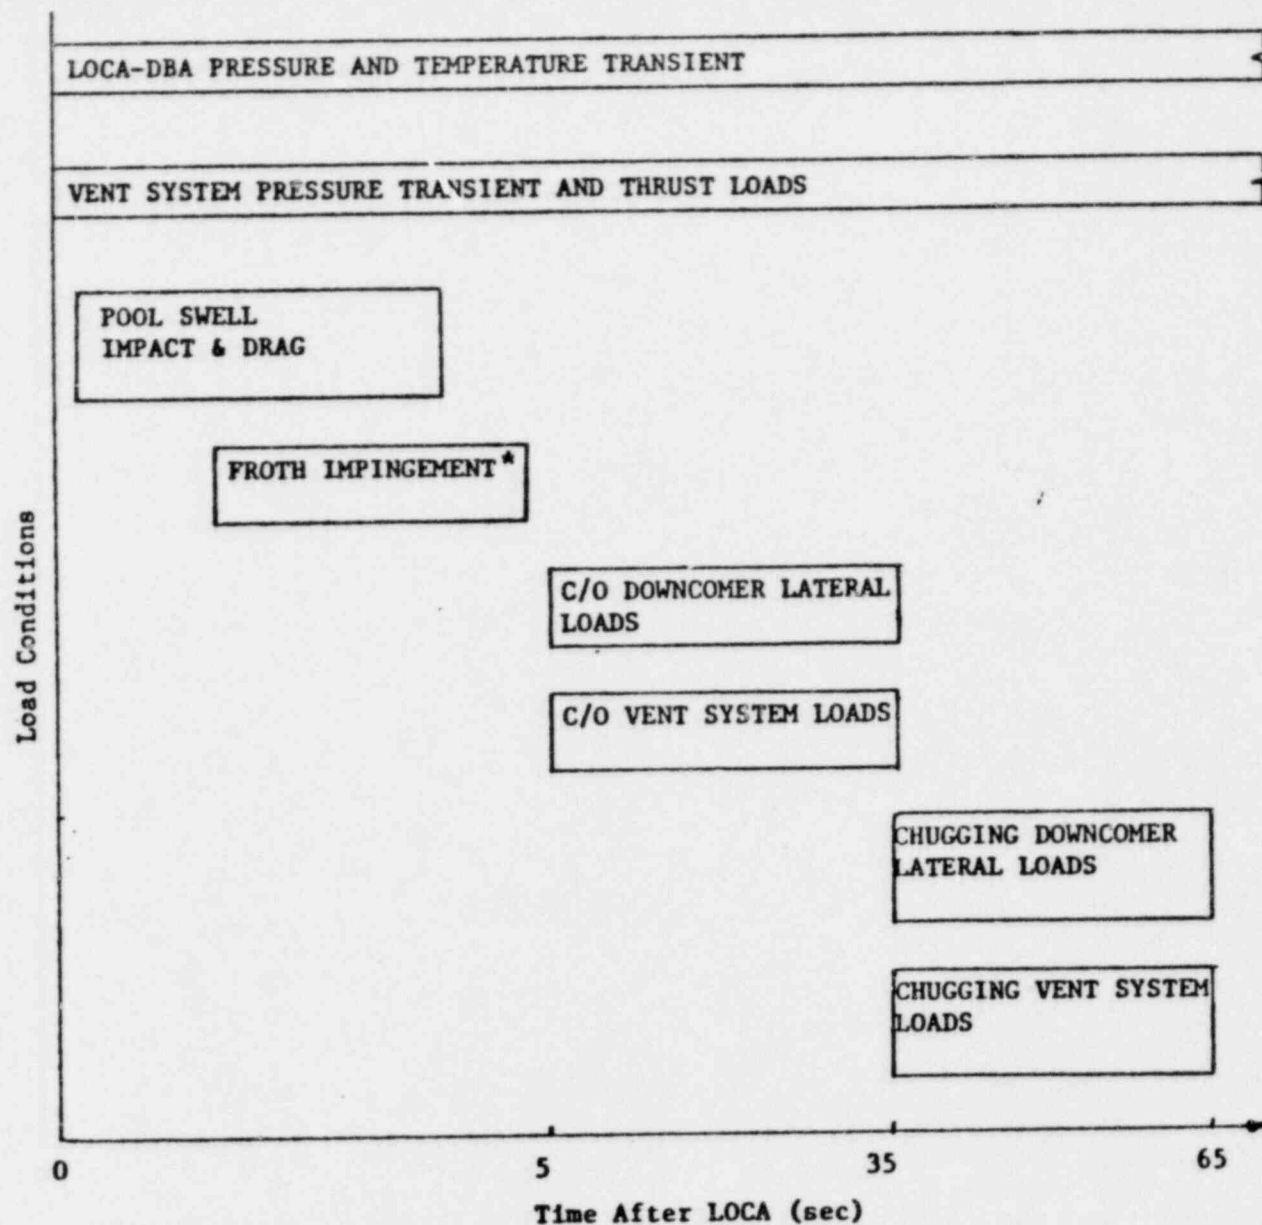 LOCA-DBA PRESSURE AND TEMPERATURE TRANSIENT
VENT SYSTEM PRESSURE TRANSIENT AND THRUST LOADS
POOL SWELL
IMPACT & DRAG
FROTH IMPINGEMENT*
C/O DOWNCOMER LATERAL
LOADS
C/O VENT SYSTEM LOADS
CHUGGING DOWNCOMER
LATERAL LOADS
CHUGGING VENT SYSTEM
LOADS
Load Conditions
0 5 35 65
Time After LOCA (sec)